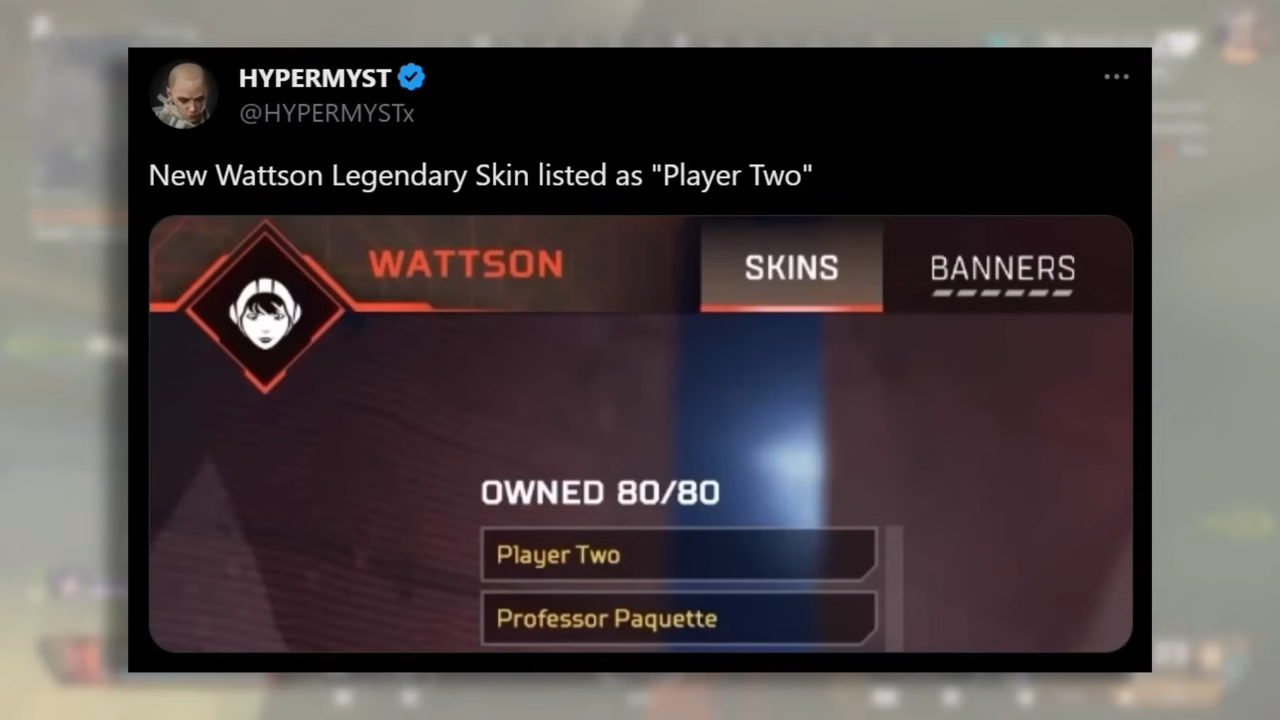 HYPERMYST
@HYPERMYSTx
New Wattson Legendary Skin listed as "Player Two"
WATTSON
SKINS
BANNERS
OWNED 80/80
Player Two
Professor Paquette